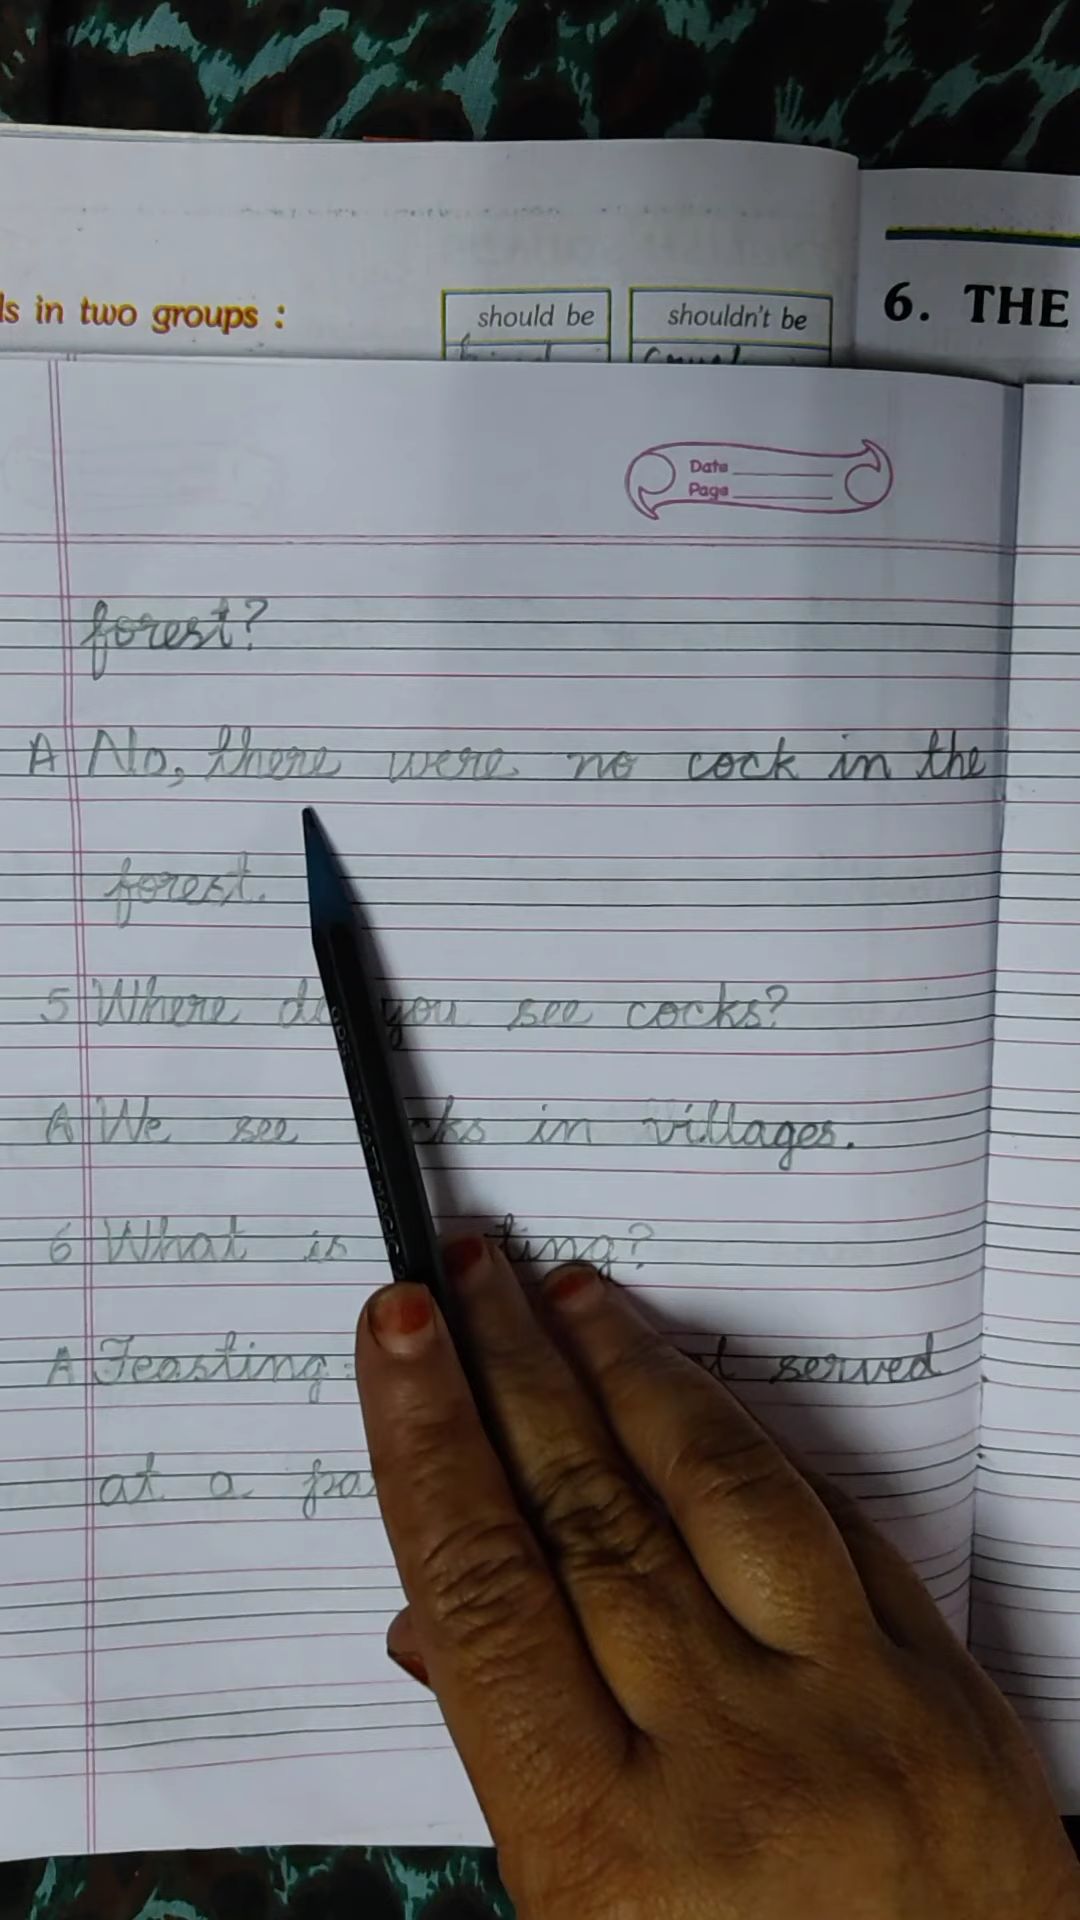 ls in two groups :
should be
shouldn't be
6. THE
Date
Page
forest?
A No, there were no cock in the
forest.
5 Where do you see cocks?
A We see cks in villages.
6 What is ting?
A Feasting: served
at a pa